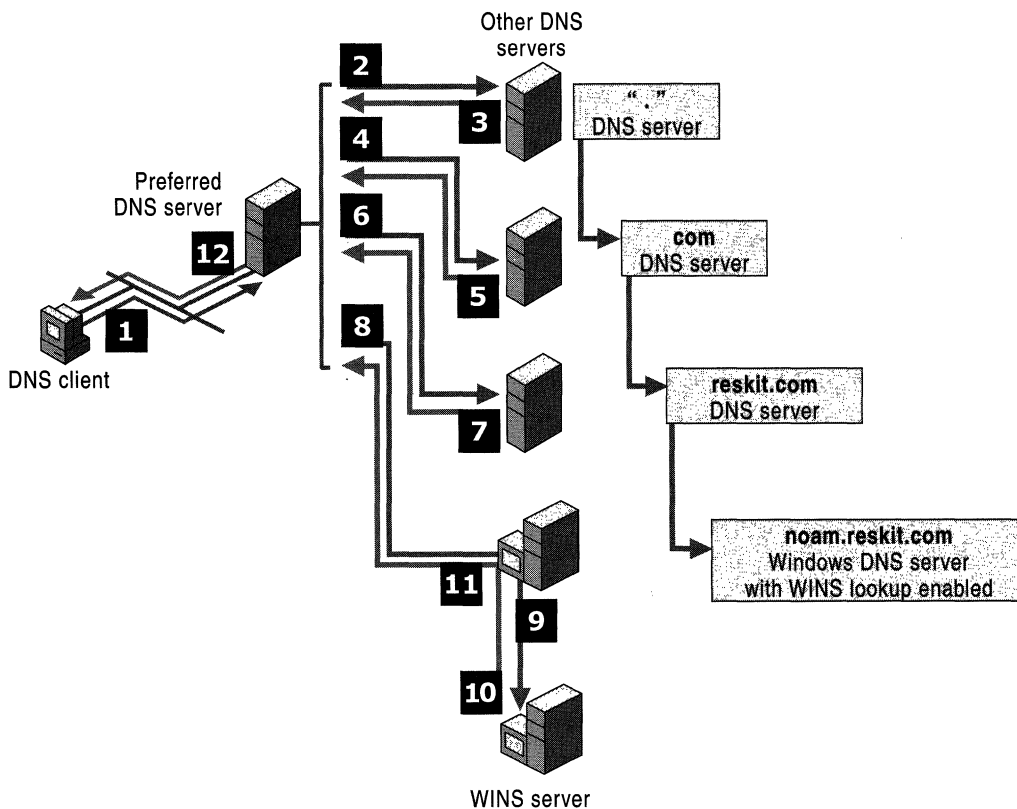 Other DNS
servers
2
3
“ . ”
DNS server
4
Preferred
DNS server
6
12
com
DNS server
5
8
1
DNS client
reskit.com
DNS server
7
noam.reskit.com
Windows DNS server
with WINS lookup enabled
11
9
10
WINS server